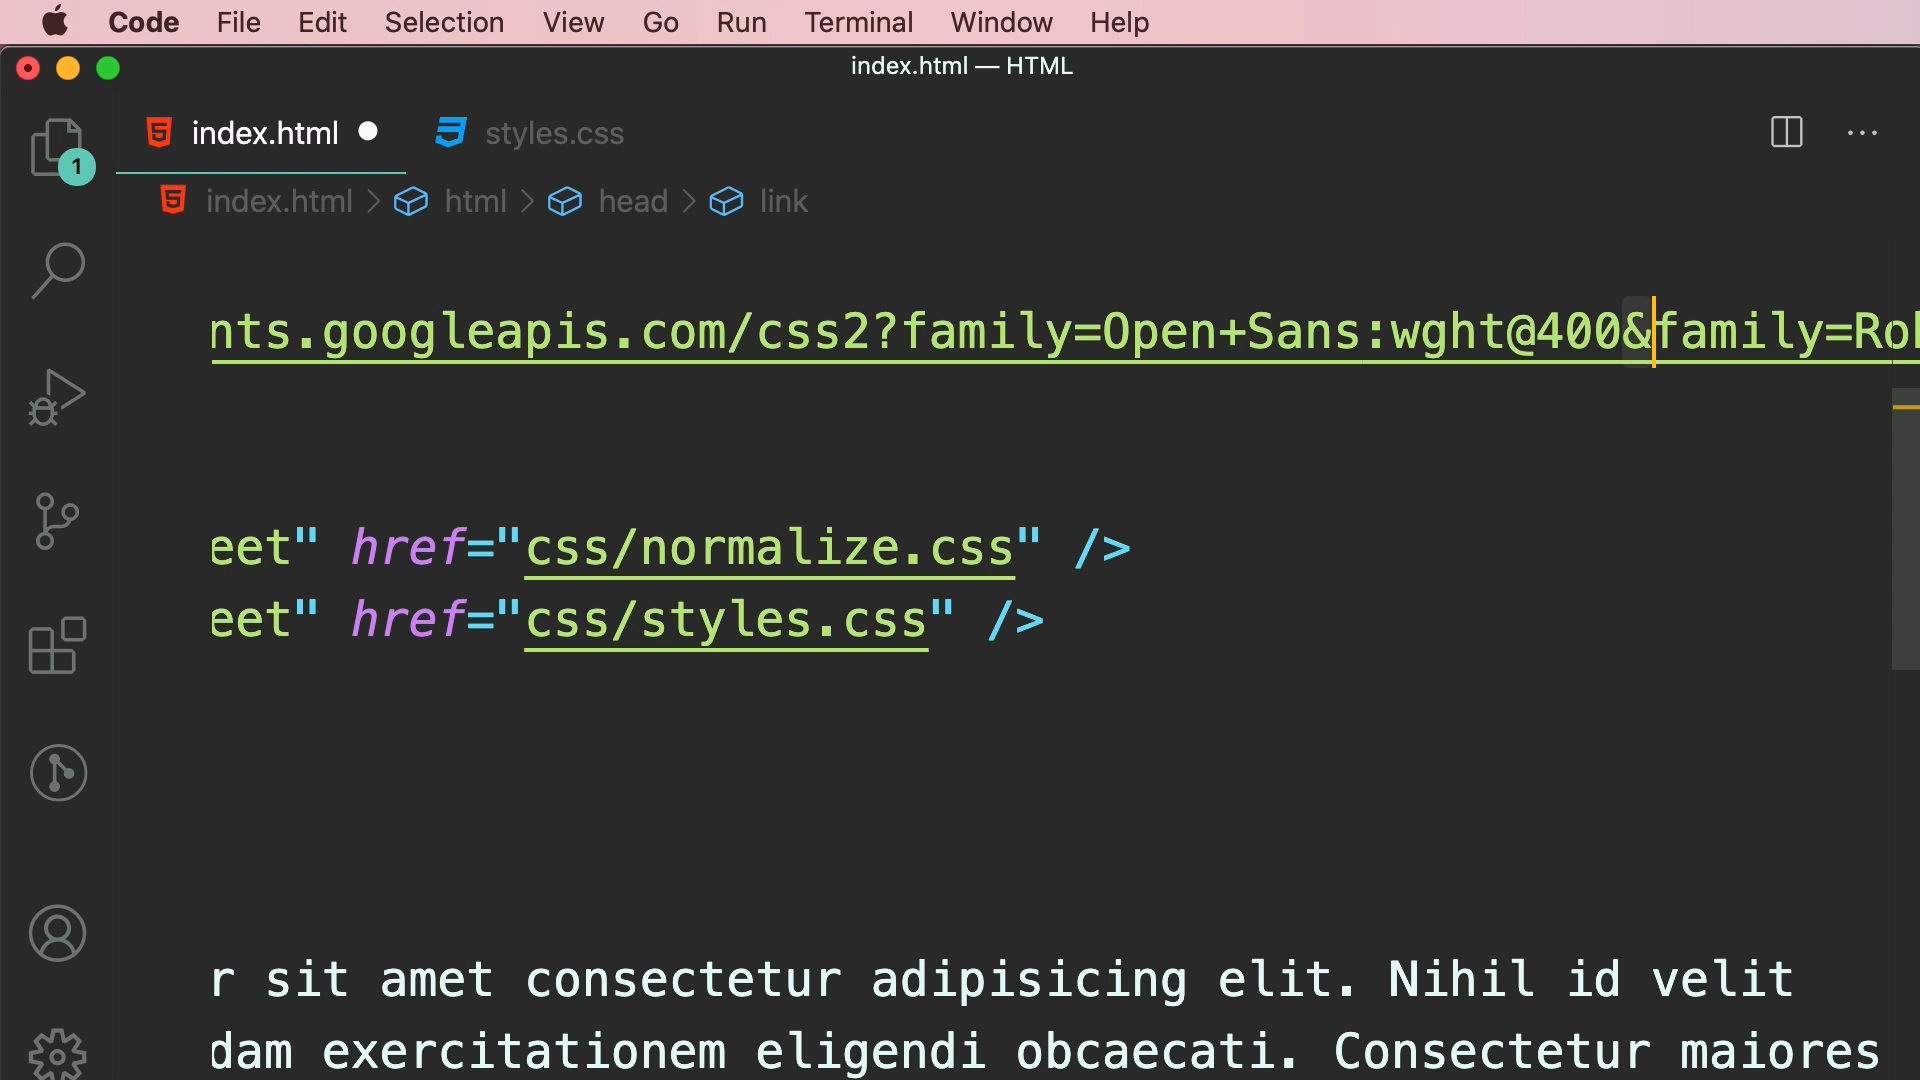 Code File Edit Selection View Go Run Terminal Window Help
index.html — HTML
index.html styles.css
1
index.html > html > head > link
nts.googleapis.com/css2?family=Open+Sans:wght@400&family=Ro
eet" href="css/normalize.css" />
eet" href="css/styles.css" />
r sit amet consectetur adipisicing elit. Nihil id velit
dam exercitationem eligendi obcaecati. Consectetur maiores